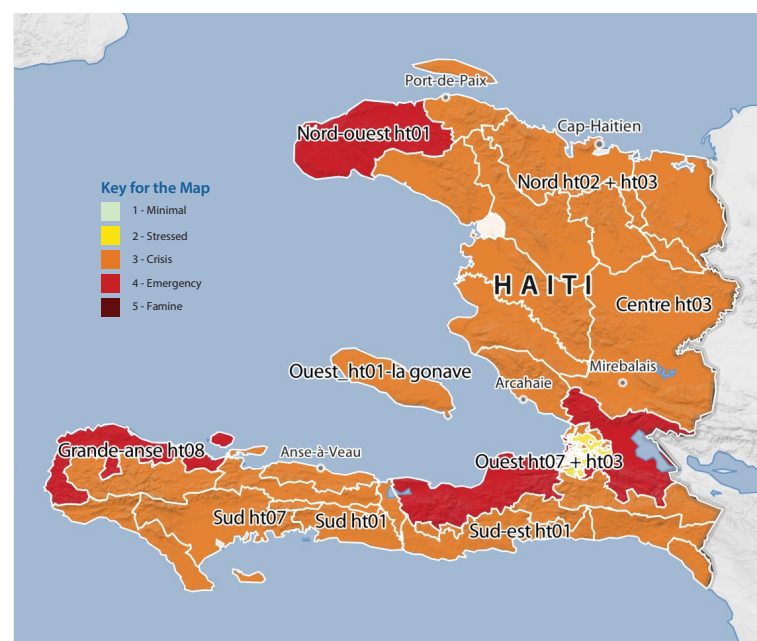 Port-de-Paix
Nord-ouest ht01
Cap-Haitien
Key for the Map
1 - Minimal
2 - Stressed
3 - Crisis
4 - Emergency
5 - Famine
Nord ht02 + ht03
HAITI
Centre ht03
Ouest_ht01-la gonave
Mirebalais
Arcahaie
Grande-anse ht08
Anse-à-Veau
Ouest ht07 + ht03
Sud ht07
Sud ht01
Sud-est ht01